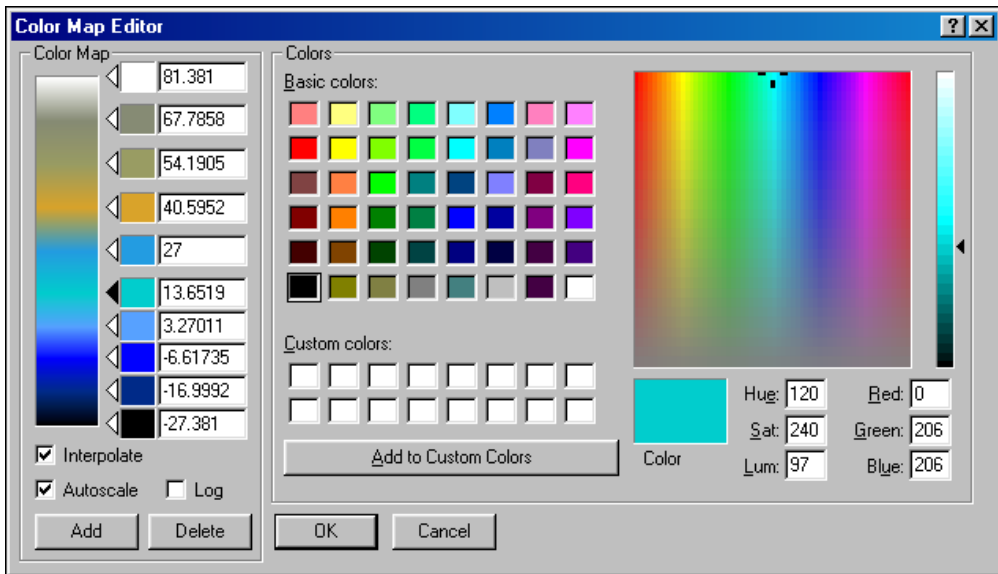 Color Map Editor
Color Map
81.381
67.7858
54.1905
40.5952
27
13.6519
3.27011
-6.61735
-16.9992
-27.381
Interpolate
Autoscale Log
Add Delete
Colors
Basic colors:
Custom colors:
Add to Custom Colors
Color
Hue: 120 Red: 0
Sat: 240 Green: 206
Lum: 97 Blue: 206
OK Cancel